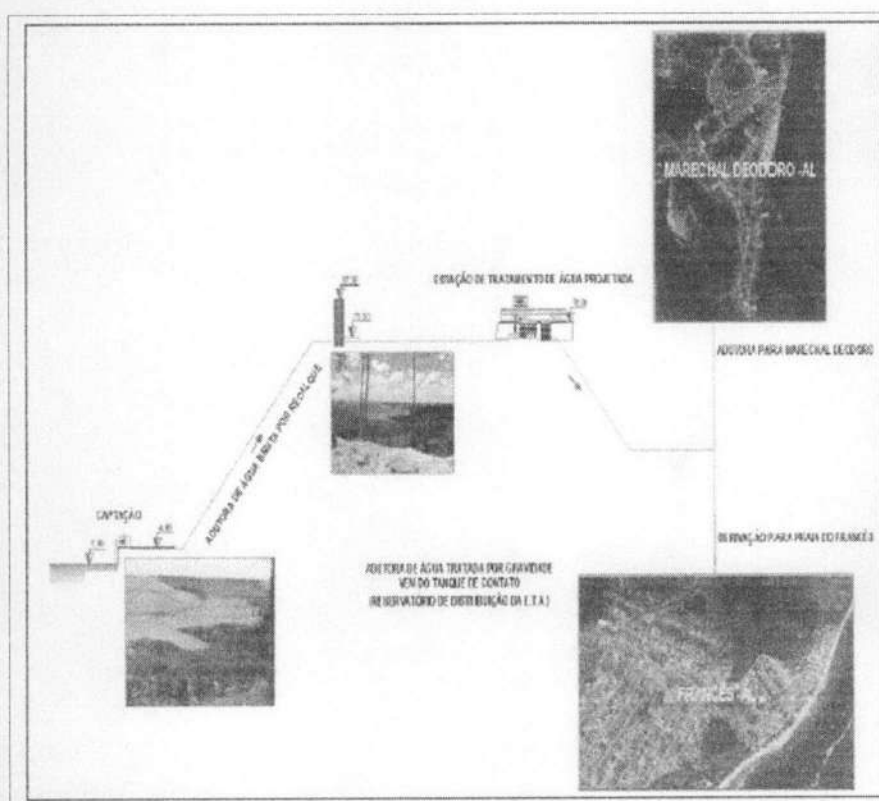 MARECHAL DEODORO -AL
ESTAÇÃO DE TRATAMENTO DE ÁGUA PROJETADA
ADUTORA PARA MARECHAL DEODORO
ADUTORA DE ÁGUA BRUTA POR RECALQUE
CAPTAÇÃO
DERIVAÇÃO PARA PRAIA DO FRANCÊS
ADUTORA DE ÁGUA TRATADA POR GRAVIDADE
VEM DO TANQUE DE CONTATO
(RESERVATÓRIO DE DISTRIBUIÇÃO DA E.T.A.)
FRANCÊS-AL